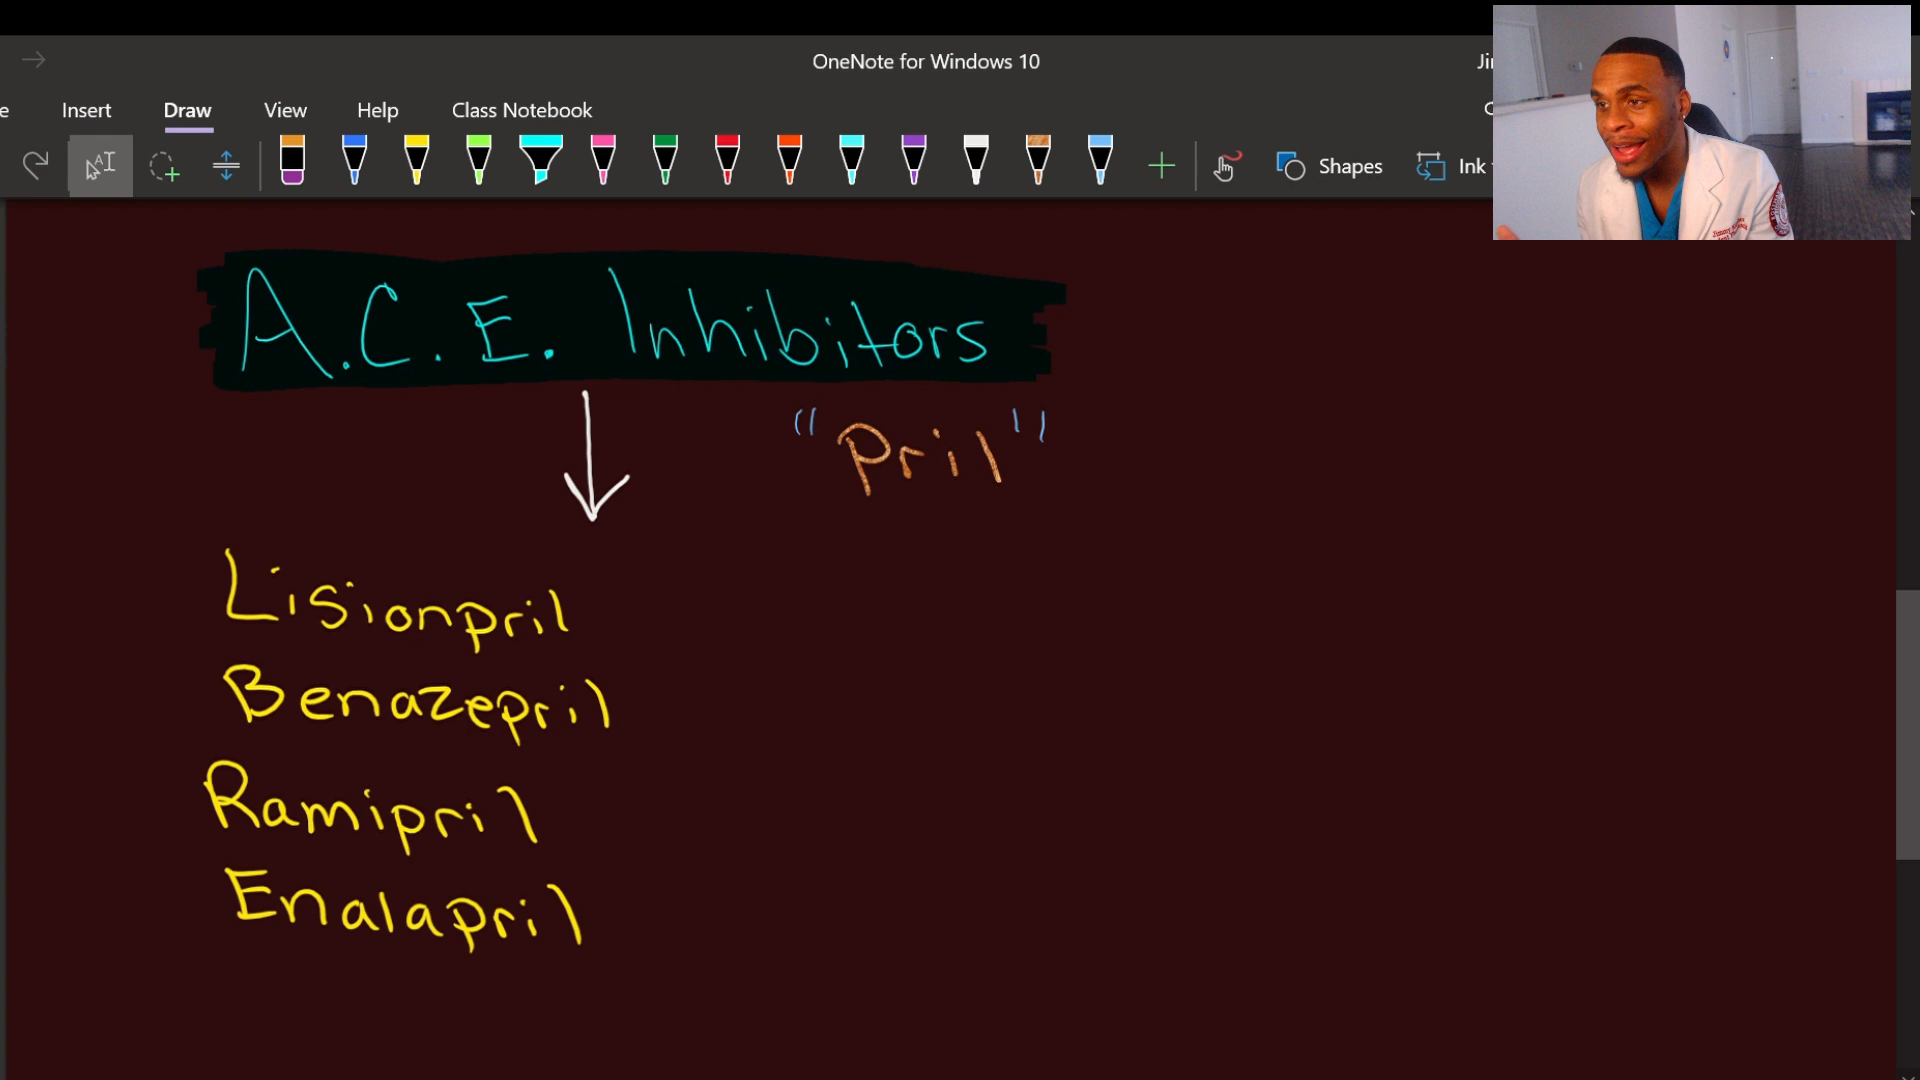 OneNote for Windows 10
Insert Draw View Help Class Notebook
Shapes Ink
A.C.E. Inhibitors
"Pril"
Lisionpril
Benazepril
Ramipril
Enalapril